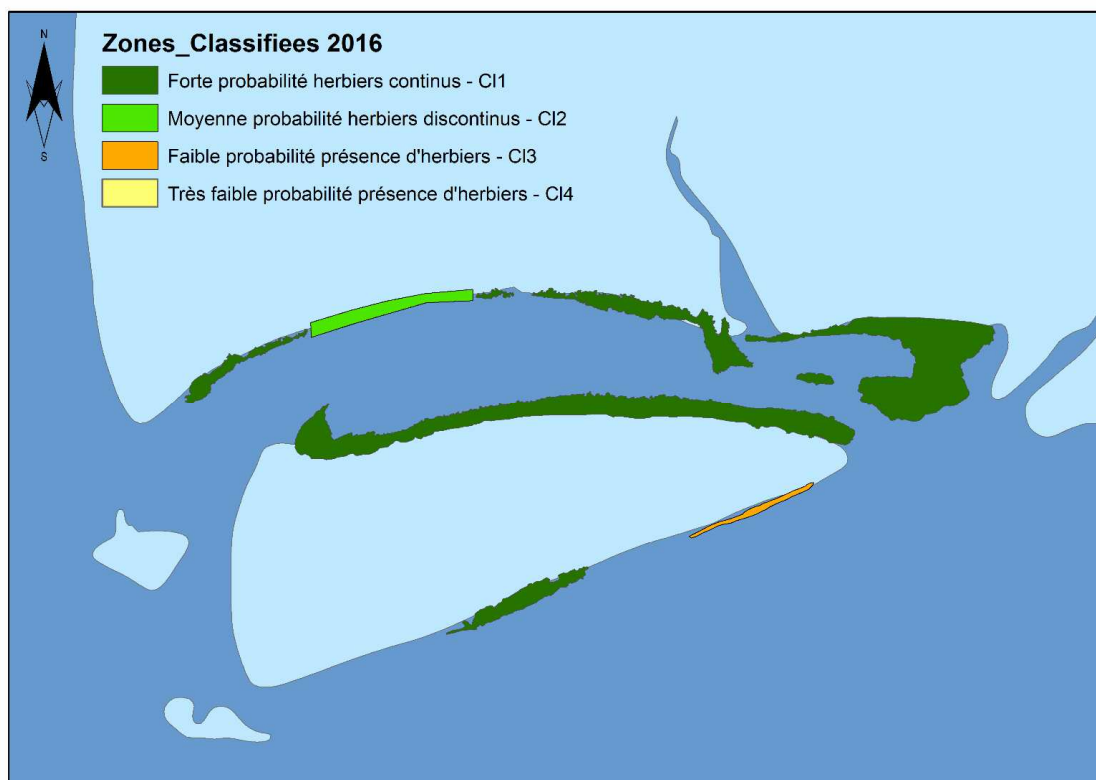 N
S
Zones_Classifiees 2016
Forte probabilité herbiers continus - Cl1
Moyenne probabilité herbiers discontinus - Cl2
Faible probabilité présence d'herbiers - Cl3
Très faible probabilité présence d'herbiers - Cl4